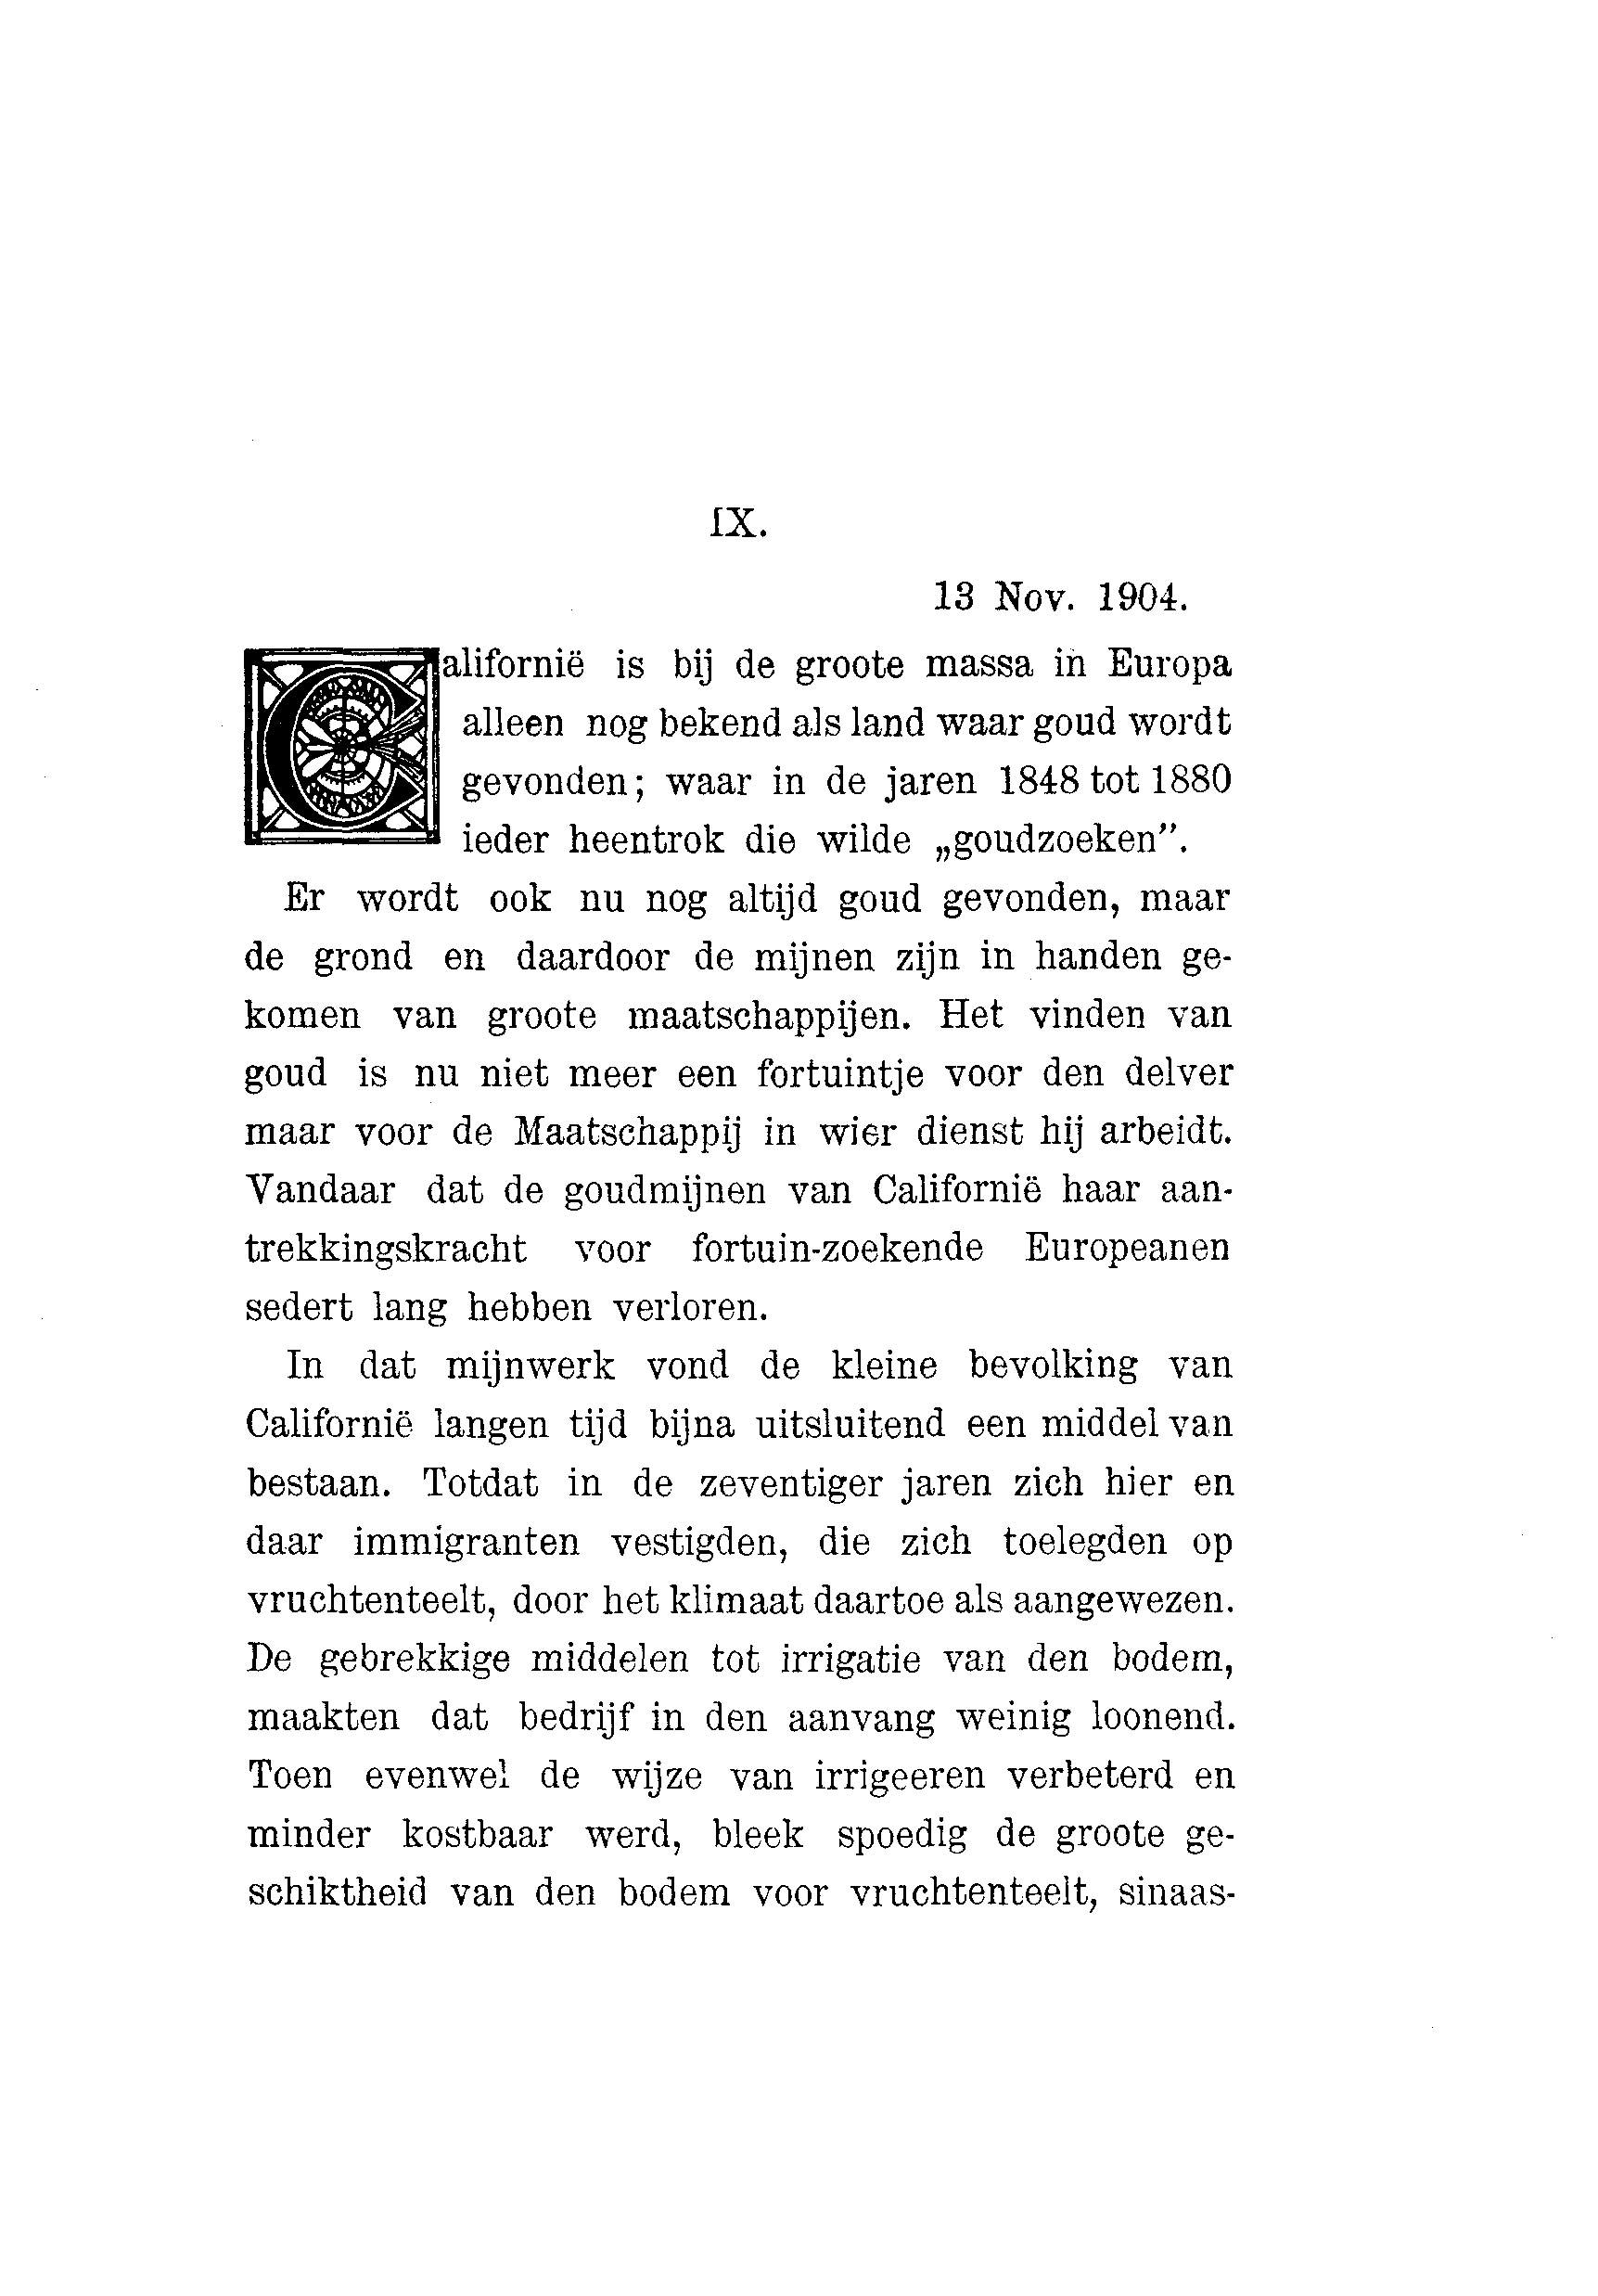 IX.
13 Nov. 1904.
Californië is bij de groote massa in Europa
alleen nog bekend als land waar goud wordt
gevonden; waar in de jaren 1848 tot 1880
ieder heentrok die wilde „goudzoeken”.
Er wordt ook nu nog altijd goud gevonden, maar
de grond en daardoor de mijnen zijn in handen ge-
komen van groote maatschappijen. Het vinden van
goud is nu niet meer een fortuintje voor den delver
maar voor de Maatschappij in wier dienst hij arbeidt.
Vandaar dat de goudmijnen van Californië haar aan-
trekkingskracht voor fortuin-zoekende Europeanen
sedert lang hebben verloren.
In dat mijnwerk vond de kleine bevolking van
Californië langen tijd bijna uitsluitend een middel van
bestaan. Totdat in de zeventiger jaren zich hier en
daar immigranten vestigden, die zich toelegden op
vruchtenteelt, door het klimaat daartoe als aangewezen.
De gebrekkige middelen tot irrigatie van den bodem,
maakten dat bedrijf in den aanvang weinig loonend.
Toen evenwel de wijze van irrigeeren verbeterd en
minder kostbaar werd, bleek spoedig de groote ge-
schiktheid van den bodem voor vruchtenteelt, sinaas-